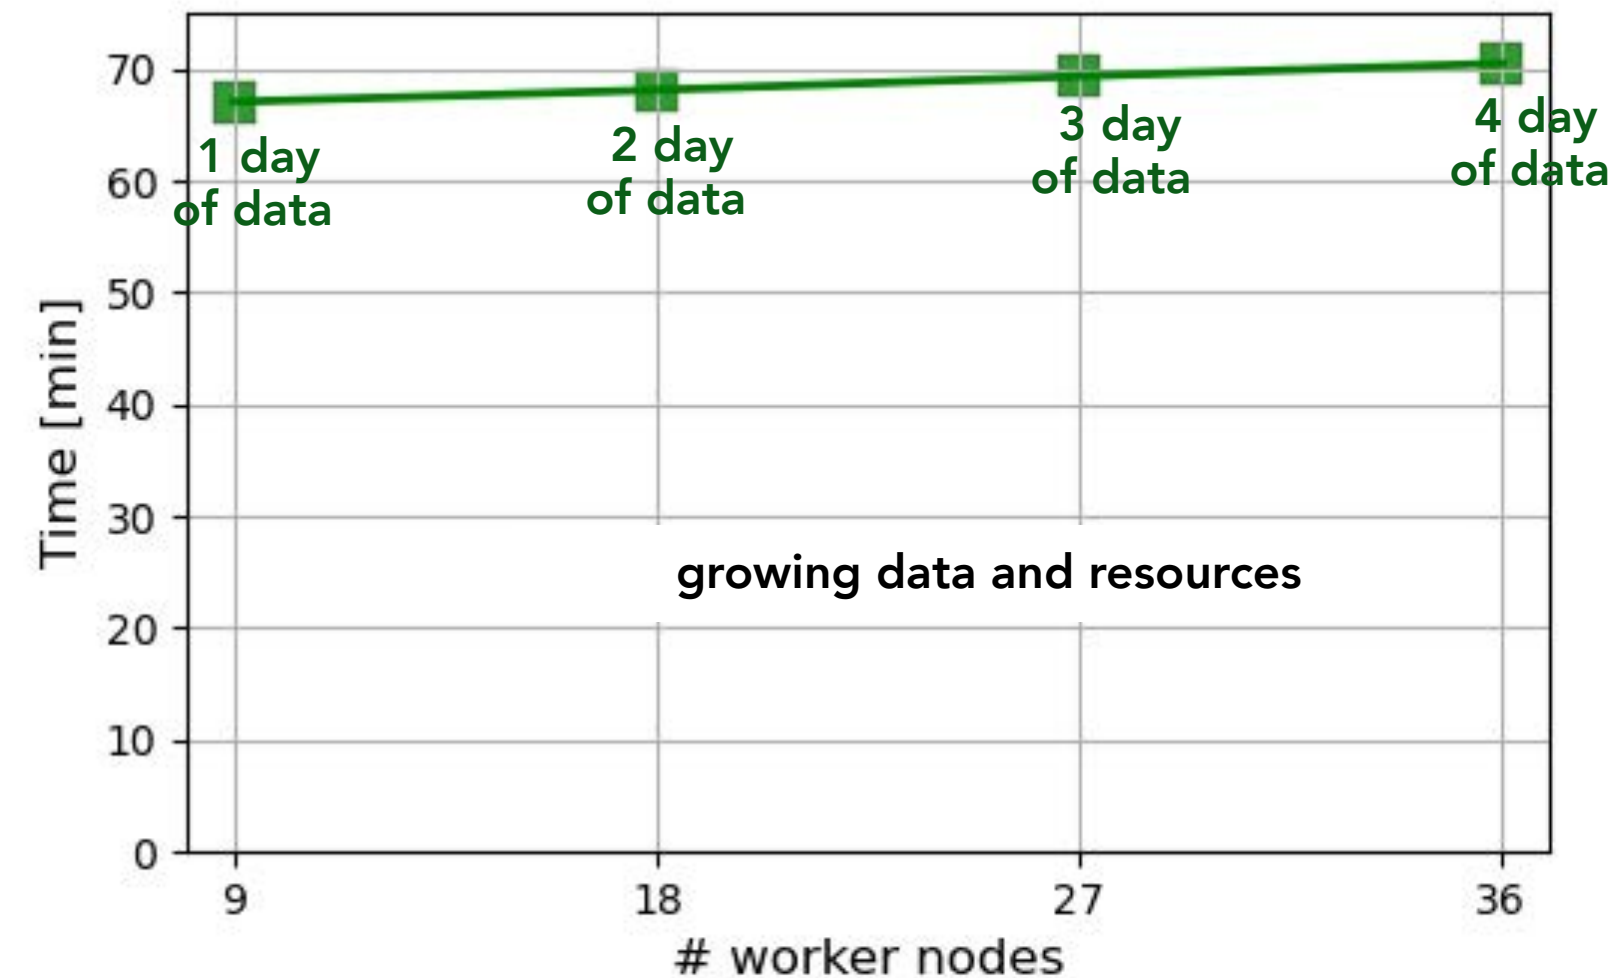 70
60
50
40
30
20
10
0
Time [min]
1 day
of data
2 day
of data
3 day
of data
4 day
of data
growing data and resources
9
18
27
36
# worker nodes